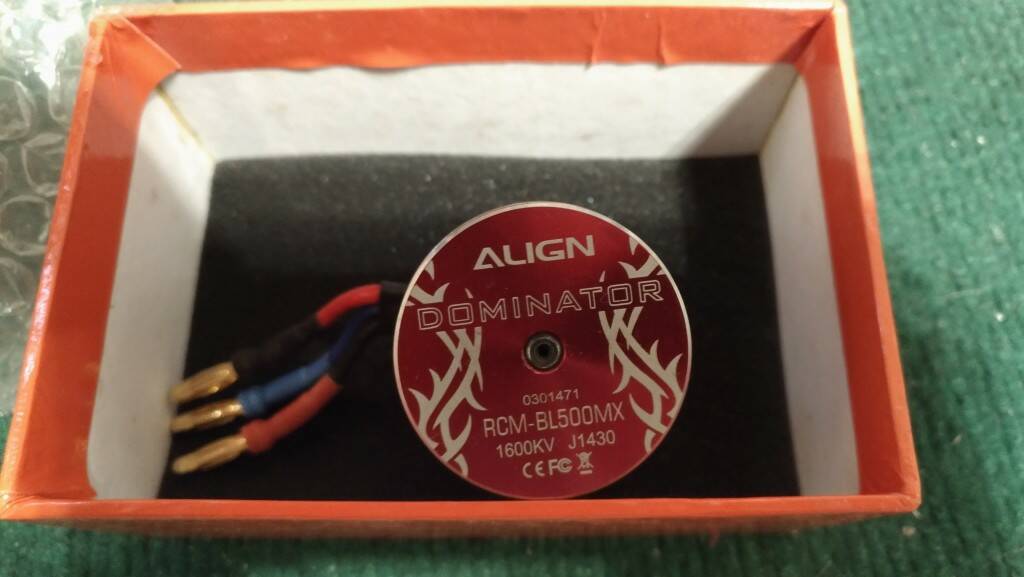 ALIGN
DOMINATOR
0301471
RCM-BL500MX
1600KV J1430
CE FC